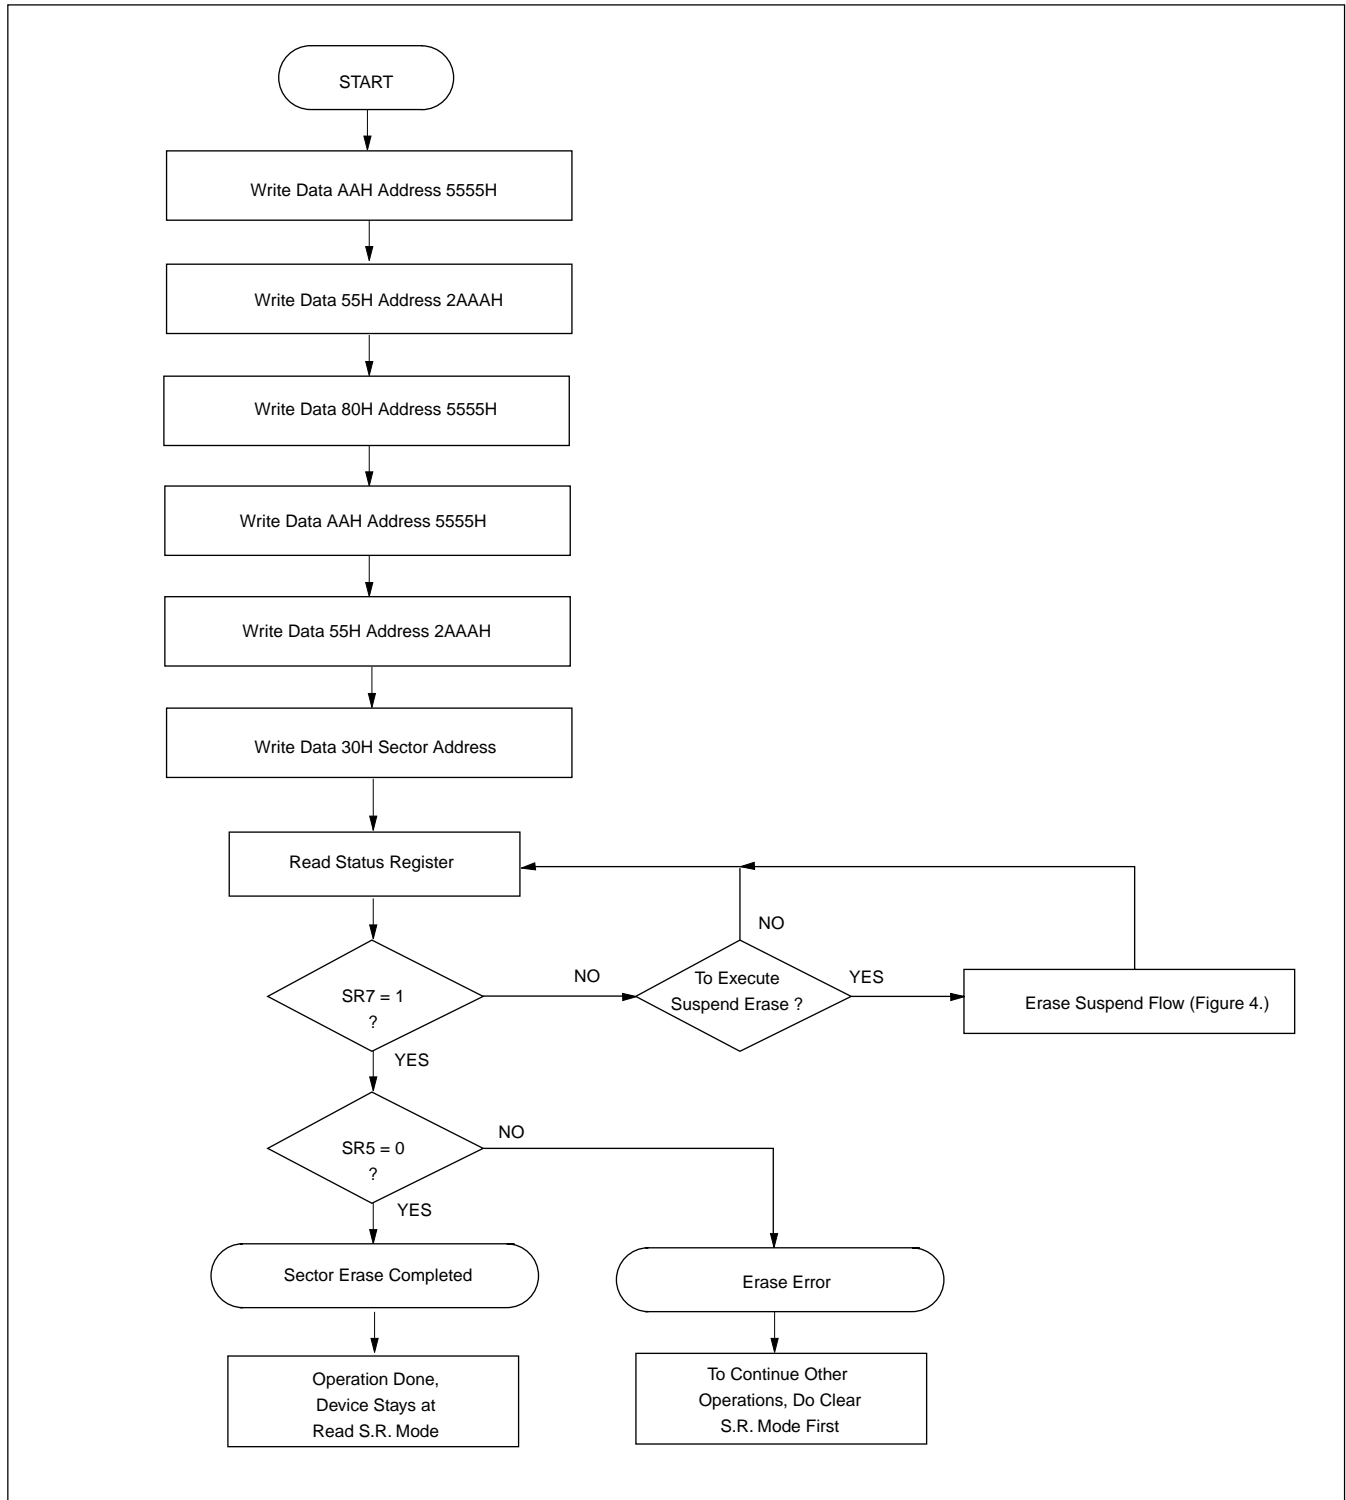 START
Write Data AAH Address 5555H
Write Data 55H Address 2AAAH
Write Data 80H Address 5555H
Write Data AAH Address 5555H
Write Data 55H Address 2AAAH
Write Data 30H Sector Address
Read Status Register
NO
NO
To Execute
Suspend Erase ?
YES
Erase Suspend Flow (Figure 4.)
SR7 = 1
?
YES
NO
SR5 = 0
?
YES
Sector Erase Completed
Erase Error
Operation Done,
Device Stays at
Read S.R. Mode
To Continue Other
Operations, Do Clear
S.R. Mode First